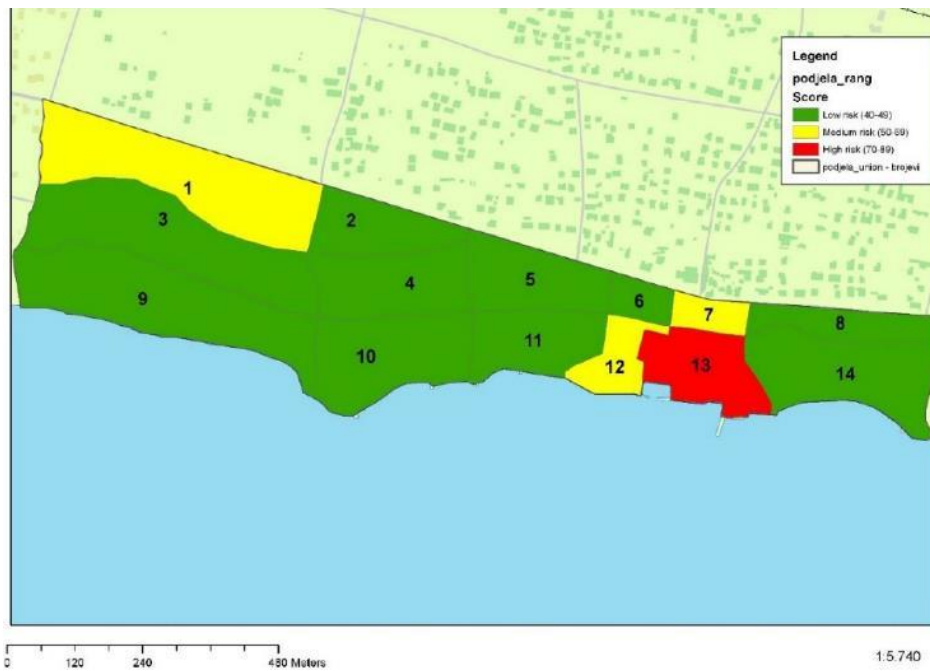 Legend
podjela_rang
Score
Low risk (40-49)
Medium risk (50-69)
High risk (70-89)
podjela_union - brojevi
1
3
2
4
5
6
7
8
9
10
11
12
13
14
0 120 240 480 Meters
1:5.740